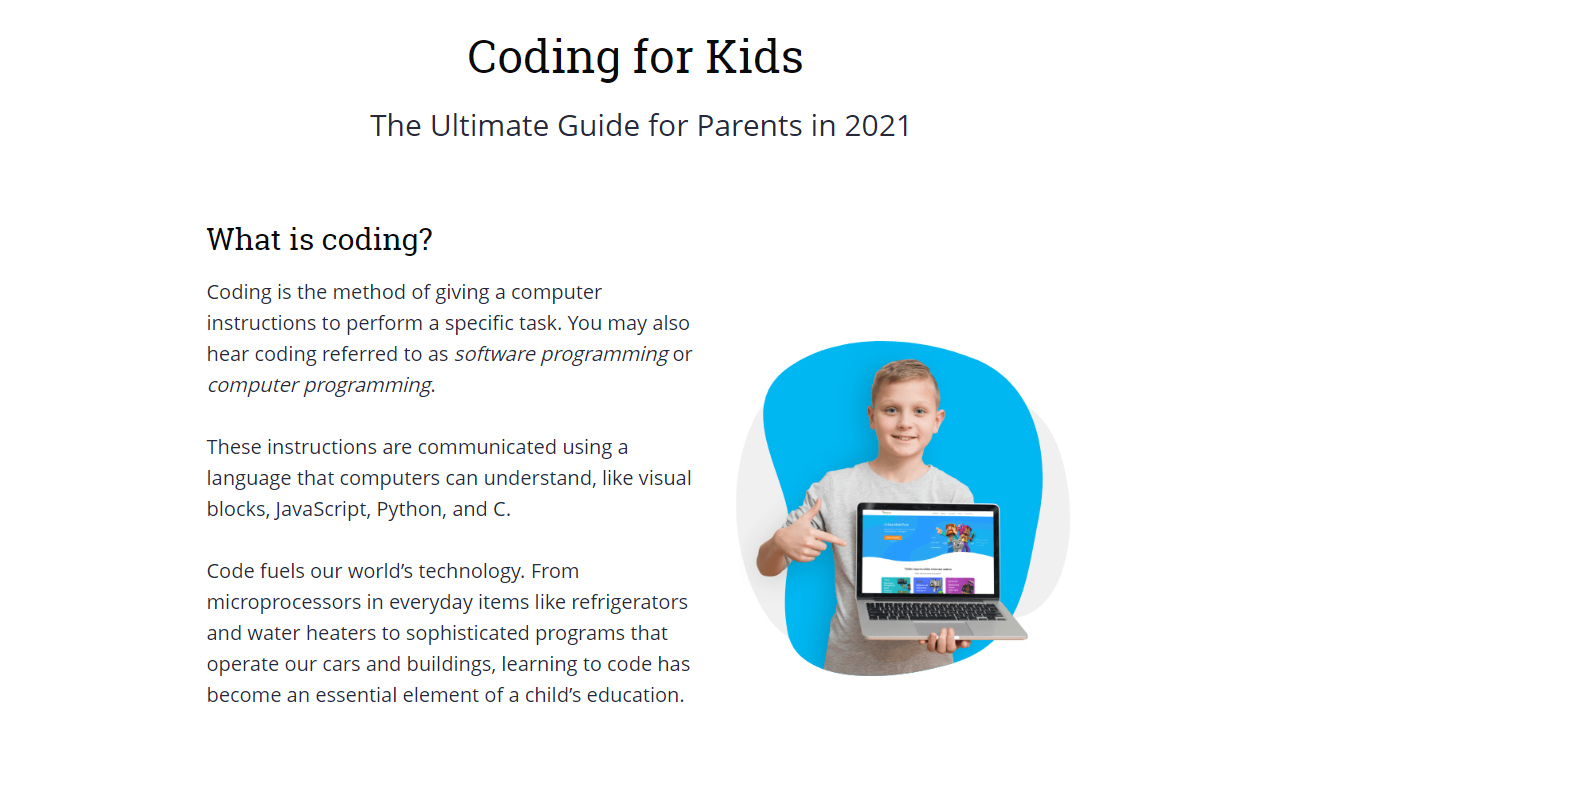 Coding for Kids
The Ultimate Guide for Parents in 2021
What is coding?
Coding is the method of giving a computer
instructions to perform a specific task. You may also
hear coding referred to as software programming or
computer programming.
These instructions are communicated using a
language that computers can understand, like visual
blocks, JavaScript, Python, and C.
Code fuels our world’s technology. From
microprocessors in everyday items like refrigerators
and water heaters to sophisticated programs that
operate our cars and buildings, learning to code has
become an essential element of a child’s education.